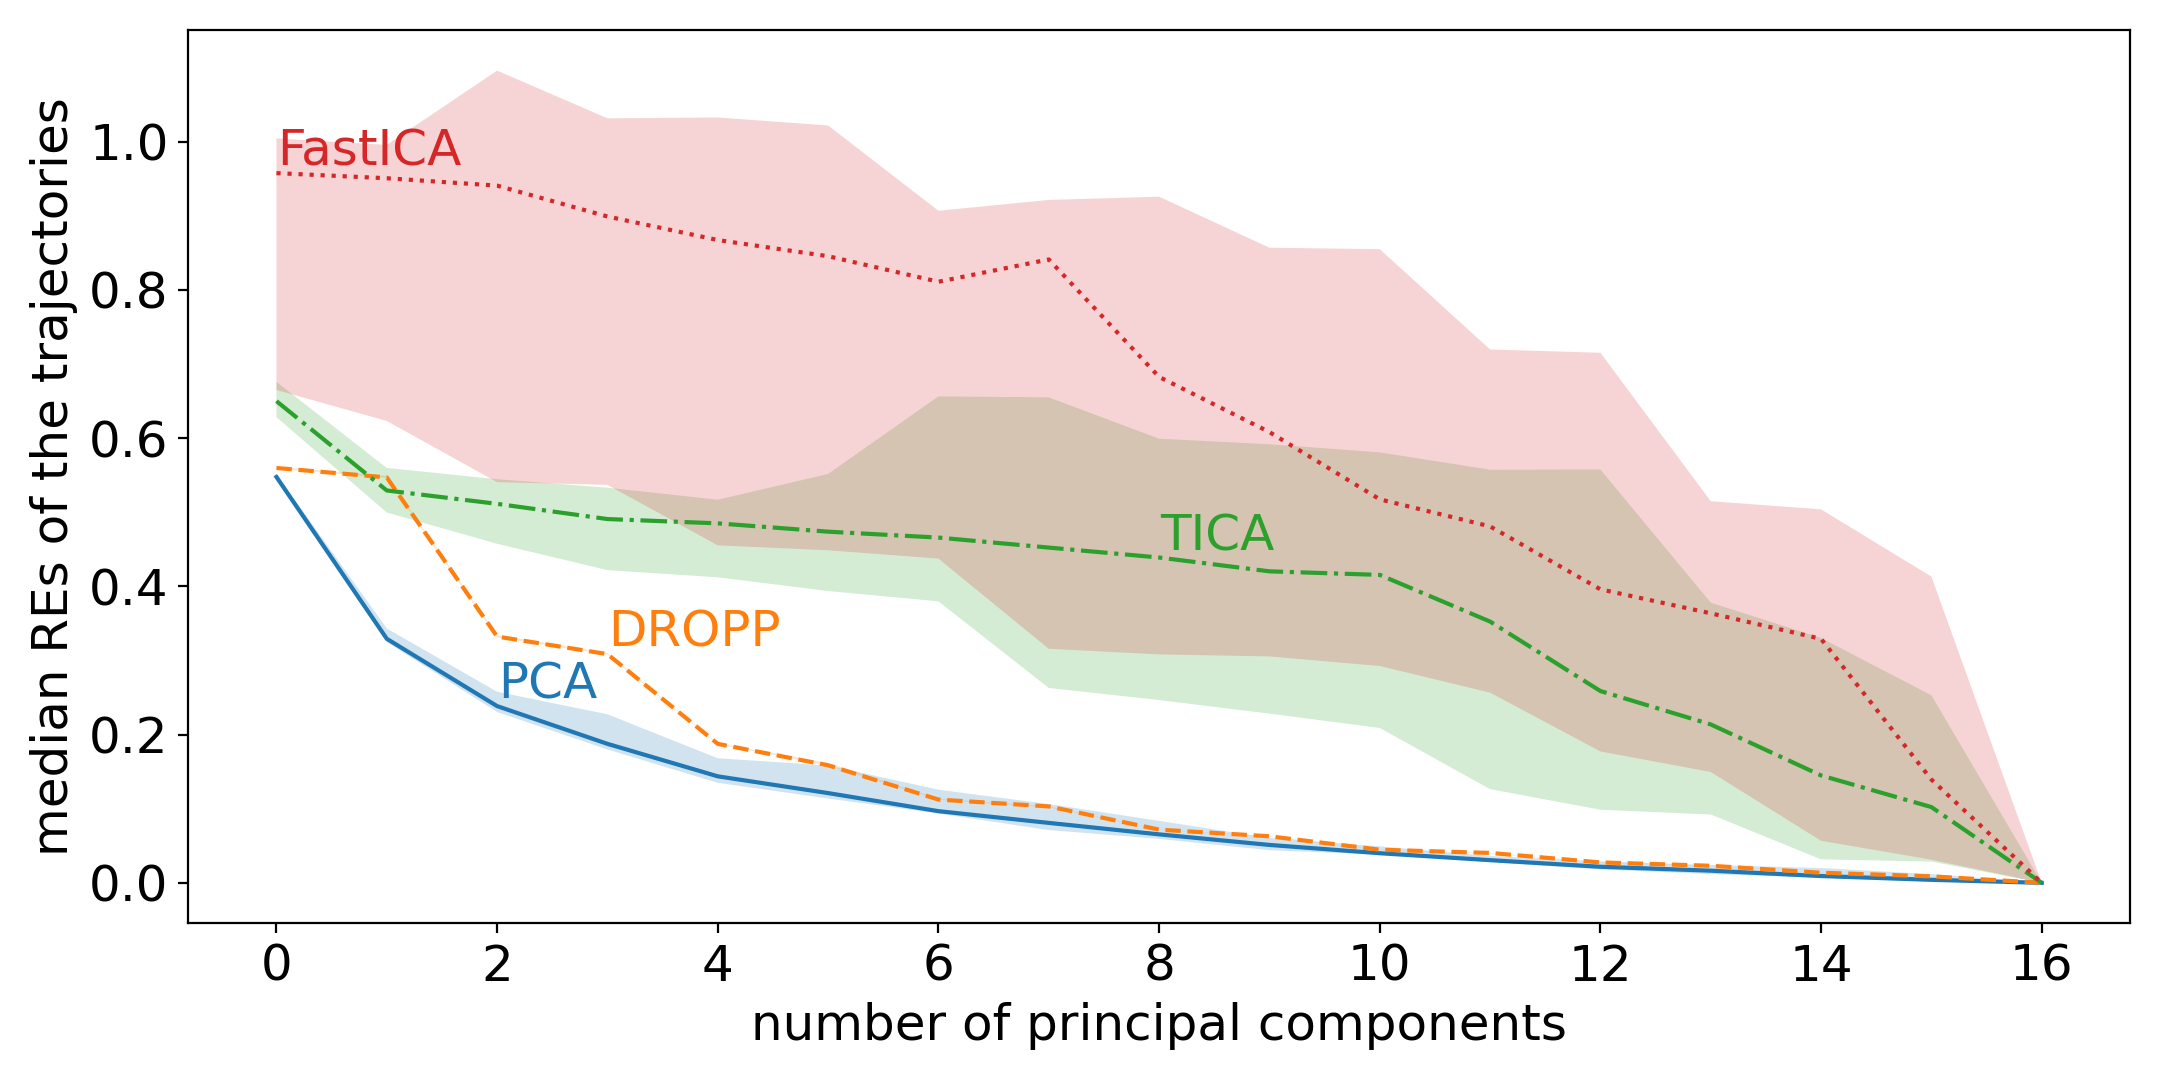 median REs of the trajectories
1.0
0.8
0.6
0.4
0.2
0.0
FastICA
TICA
DROPP
PCA
0 2 4 6 8 10 12 14 16
number of principal components